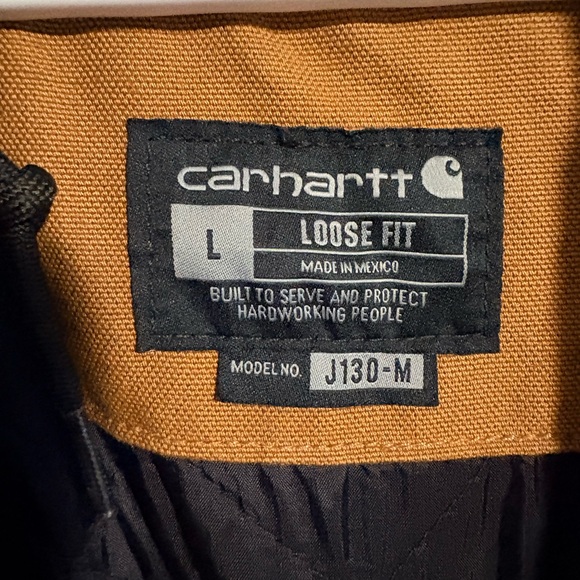 carhartt
L
LOOSE FIT
MADE IN MEXICO
BUILT TO SERVE AND PROTECT
HARDWORKING PEOPLE
MODEL NO. J130-M